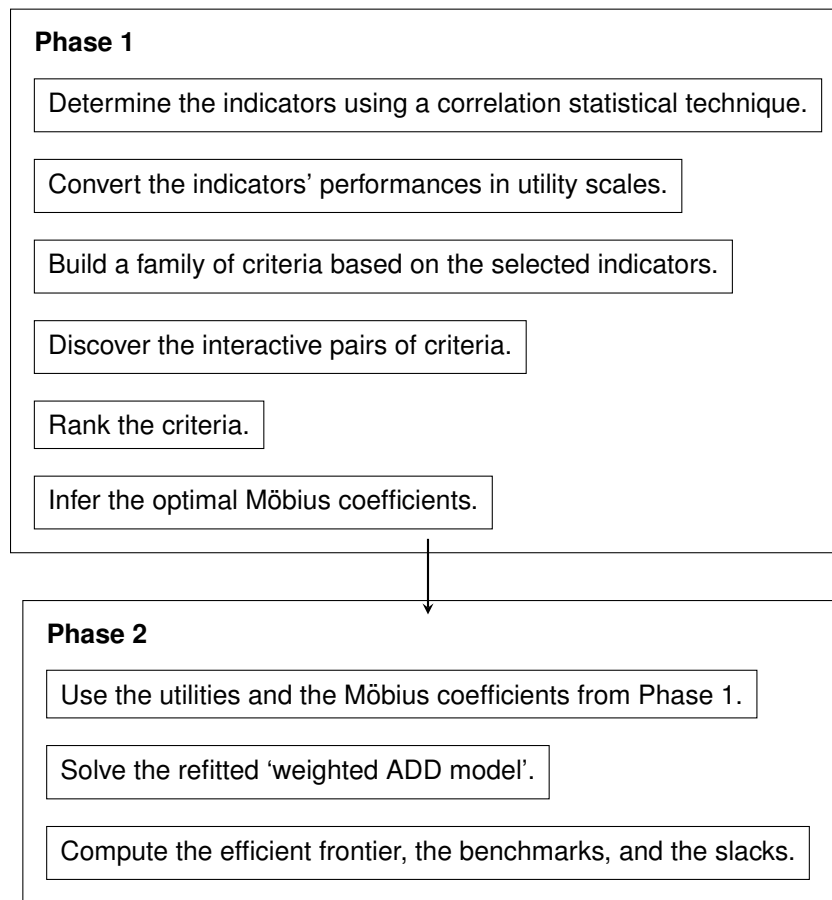 Phase 1
Determine the indicators using a correlation statistical technique.
Convert the indicators’ performances in utility scales.
Build a family of criteria based on the selected indicators.
Discover the interactive pairs of criteria.
Rank the criteria.
Infer the optimal Möbius coefficients.
Phase 2
Use the utilities and the Möbius coefficients from Phase 1.
Solve the refitted ‘weighted ADD model’.
Compute the efficient frontier, the benchmarks, and the slacks.